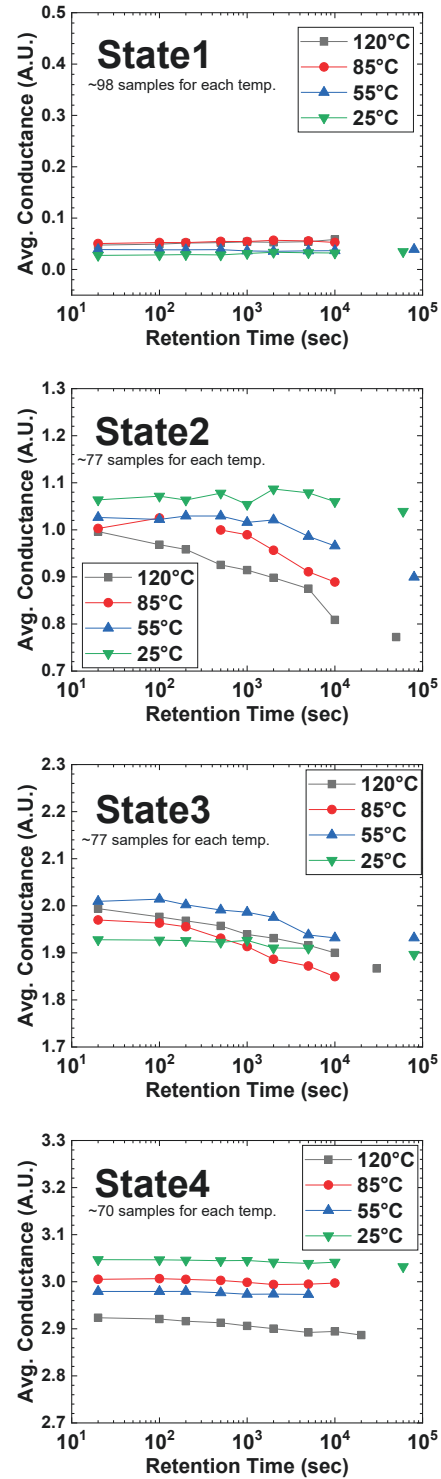 State1
~98 samples for each temp.
120°C
85°C
55°C
25°C
0.5
0.4
0.3
0.2
0.1
0.0
Avg. Conductance (A.U.)
10¹ 10² 10³ 10⁴ 10⁵
Retention Time (sec)
State2
~77 samples for each temp.
120°C
85°C
55°C
25°C
1.3
1.2
1.1
1.0
0.9
0.8
0.7
Avg. Conductance (A.U.)
10¹ 10² 10³ 10⁴ 10⁵
Retention Time (sec)
State3
~77 samples for each temp.
120°C
85°C
55°C
25°C
2.3
2.2
2.1
2.0
1.9
1.8
1.7
Avg. Conductance (A.U.)
10¹ 10² 10³ 10⁴ 10⁵
Retention Time (sec)
State4
~70 samples for each temp.
120°C
85°C
55°C
25°C
3.3
3.2
3.1
3.0
2.9
2.8
2.7
Avg. Conductance (A.U.)
10¹ 10² 10³ 10⁴ 10⁵
Retention Time (sec)